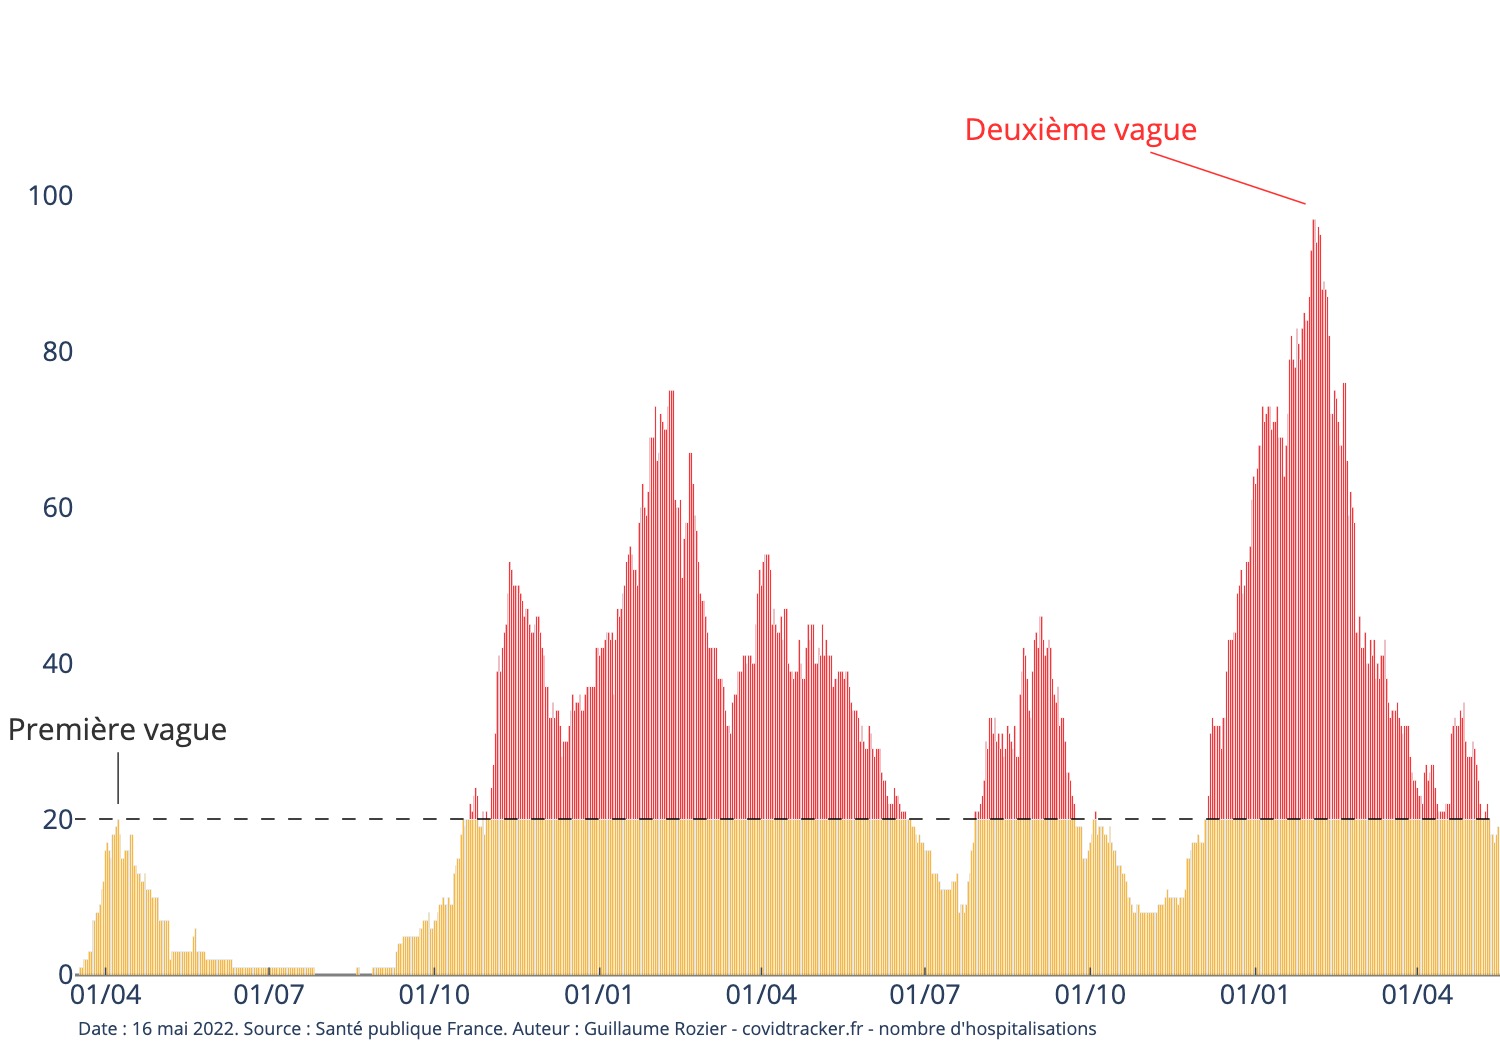 Deuxième vague
100
80
60
40
Première vague
20
0
01/04 01/07 01/10 01/01 01/04 01/07 01/10 01/01 01/04
Date : 16 mai 2022. Source : Santé publique France. Auteur : Guillaume Rozier - covidtracker.fr - nombre d'hospitalisations